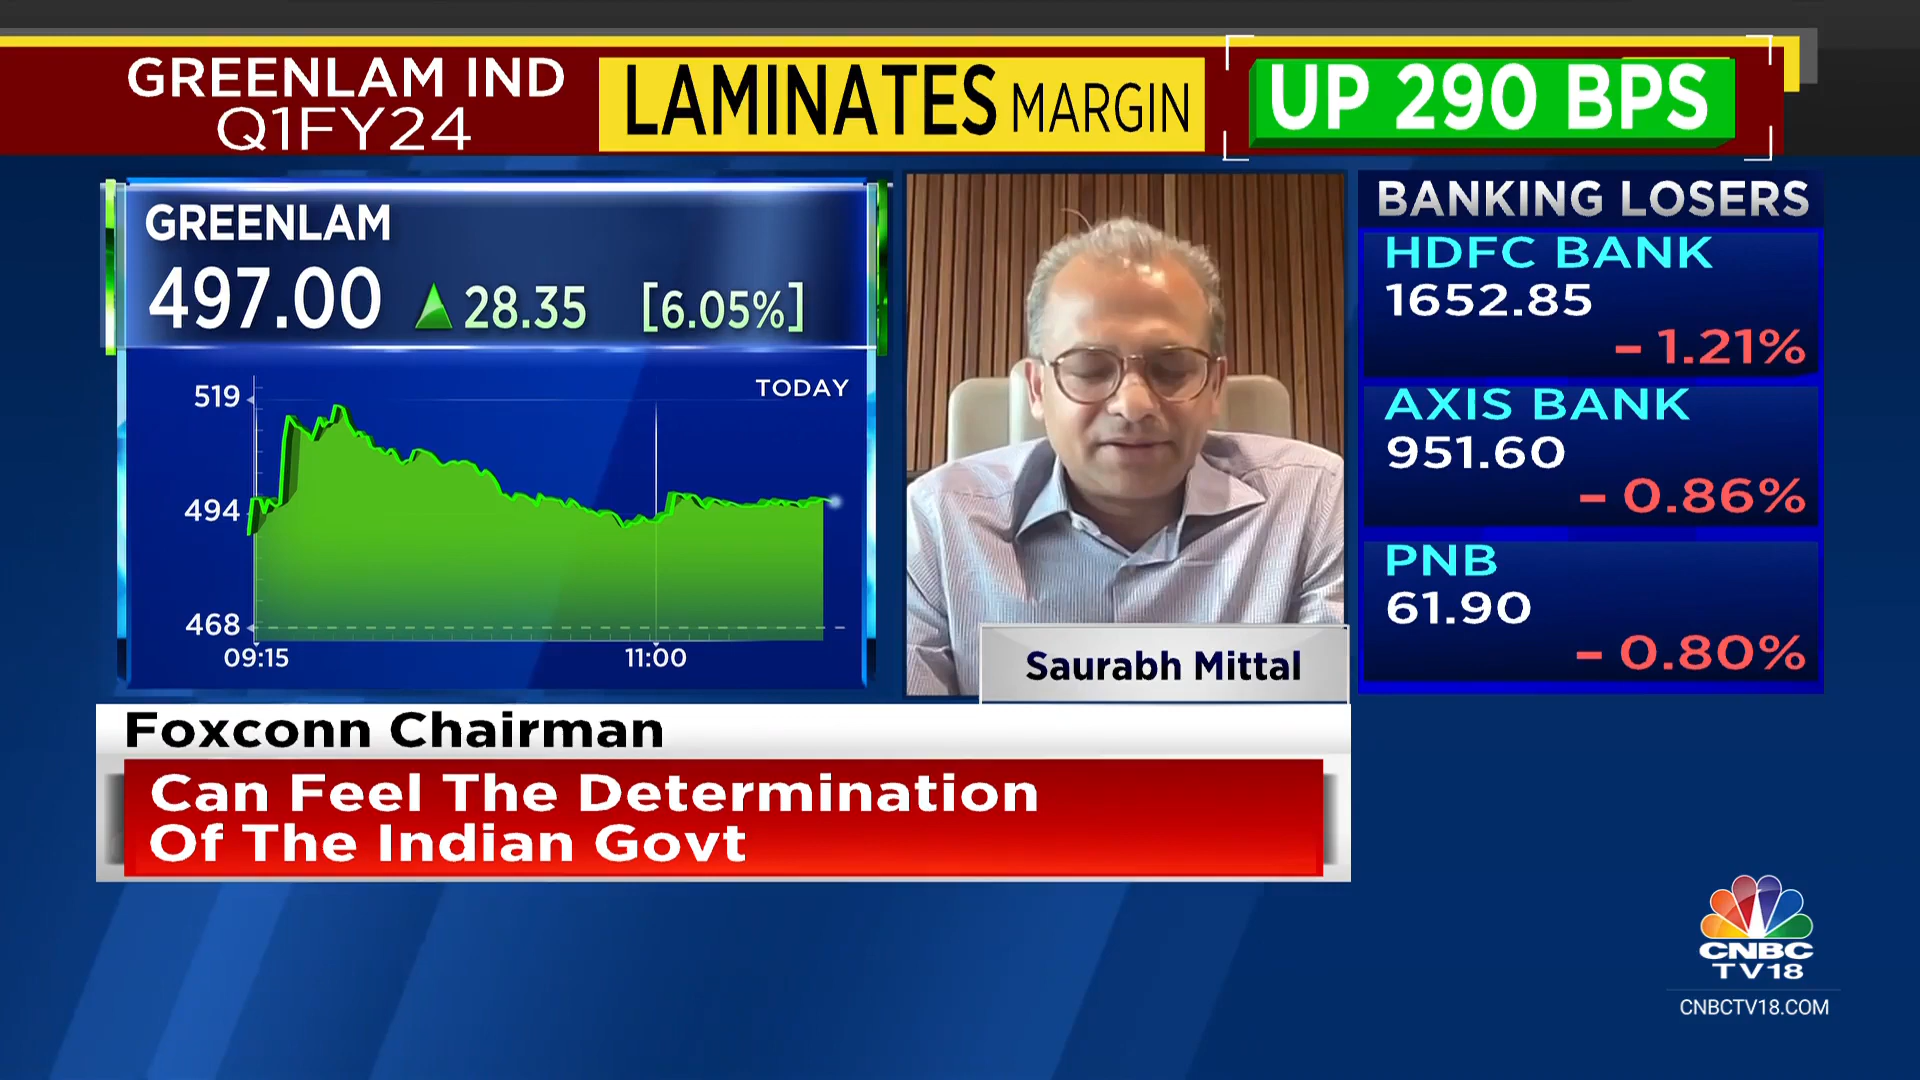 GREENLAM IND
Q1FY24
LAMINATES MARGIN
UP 290 BPS
GREENLAM
497.00 ▲ 28.35 [6.05%]
TODAY
519
494
468
09:15 11:00
Saurabh Mittal
BANKING LOSERS
HDFC BANK
1652.85
– 1.21%
AXIS BANK
951.60
– 0.86%
PNB
61.90
– 0.80%
Foxconn Chairman
Can Feel The Determination
Of The Indian Govt
CNBC
TV18
CNBCTV18.COM